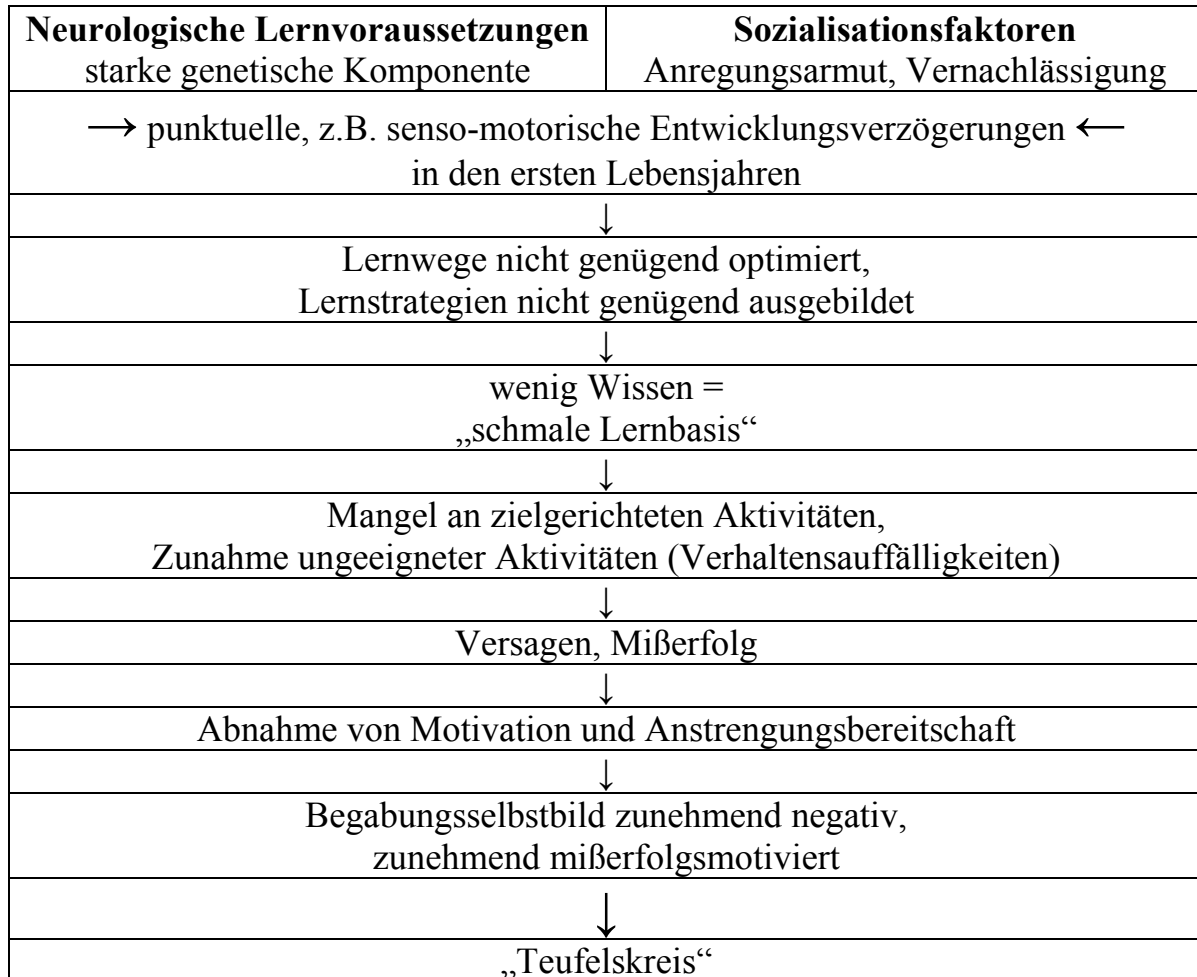 Neurologische Lernvoraussetzungen
starke genetische Komponente
Sozialisationsfaktoren
Anregungsarmut, Vernachlässigung
→ punktuelle, z.B. senso-motorische Entwicklungsverzögerungen ←
in den ersten Lebensjahren
↓
Lernwege nicht genügend optimiert,
Lernstrategien nicht genügend ausgebildet
↓
wenig Wissen =
„schmale Lernbasis“
↓
Mangel an zielgerichteten Aktivitäten,
Zunahme ungeeigneter Aktivitäten (Verhaltensauffälligkeiten)
↓
Versagen, Mißerfolg
↓
Abnahme von Motivation und Anstrengungsbereitschaft
↓
Begabungsselbstbild zunehmend negativ,
zunehmend mißerfolgsmotiviert
↓
„Teufelskreis“